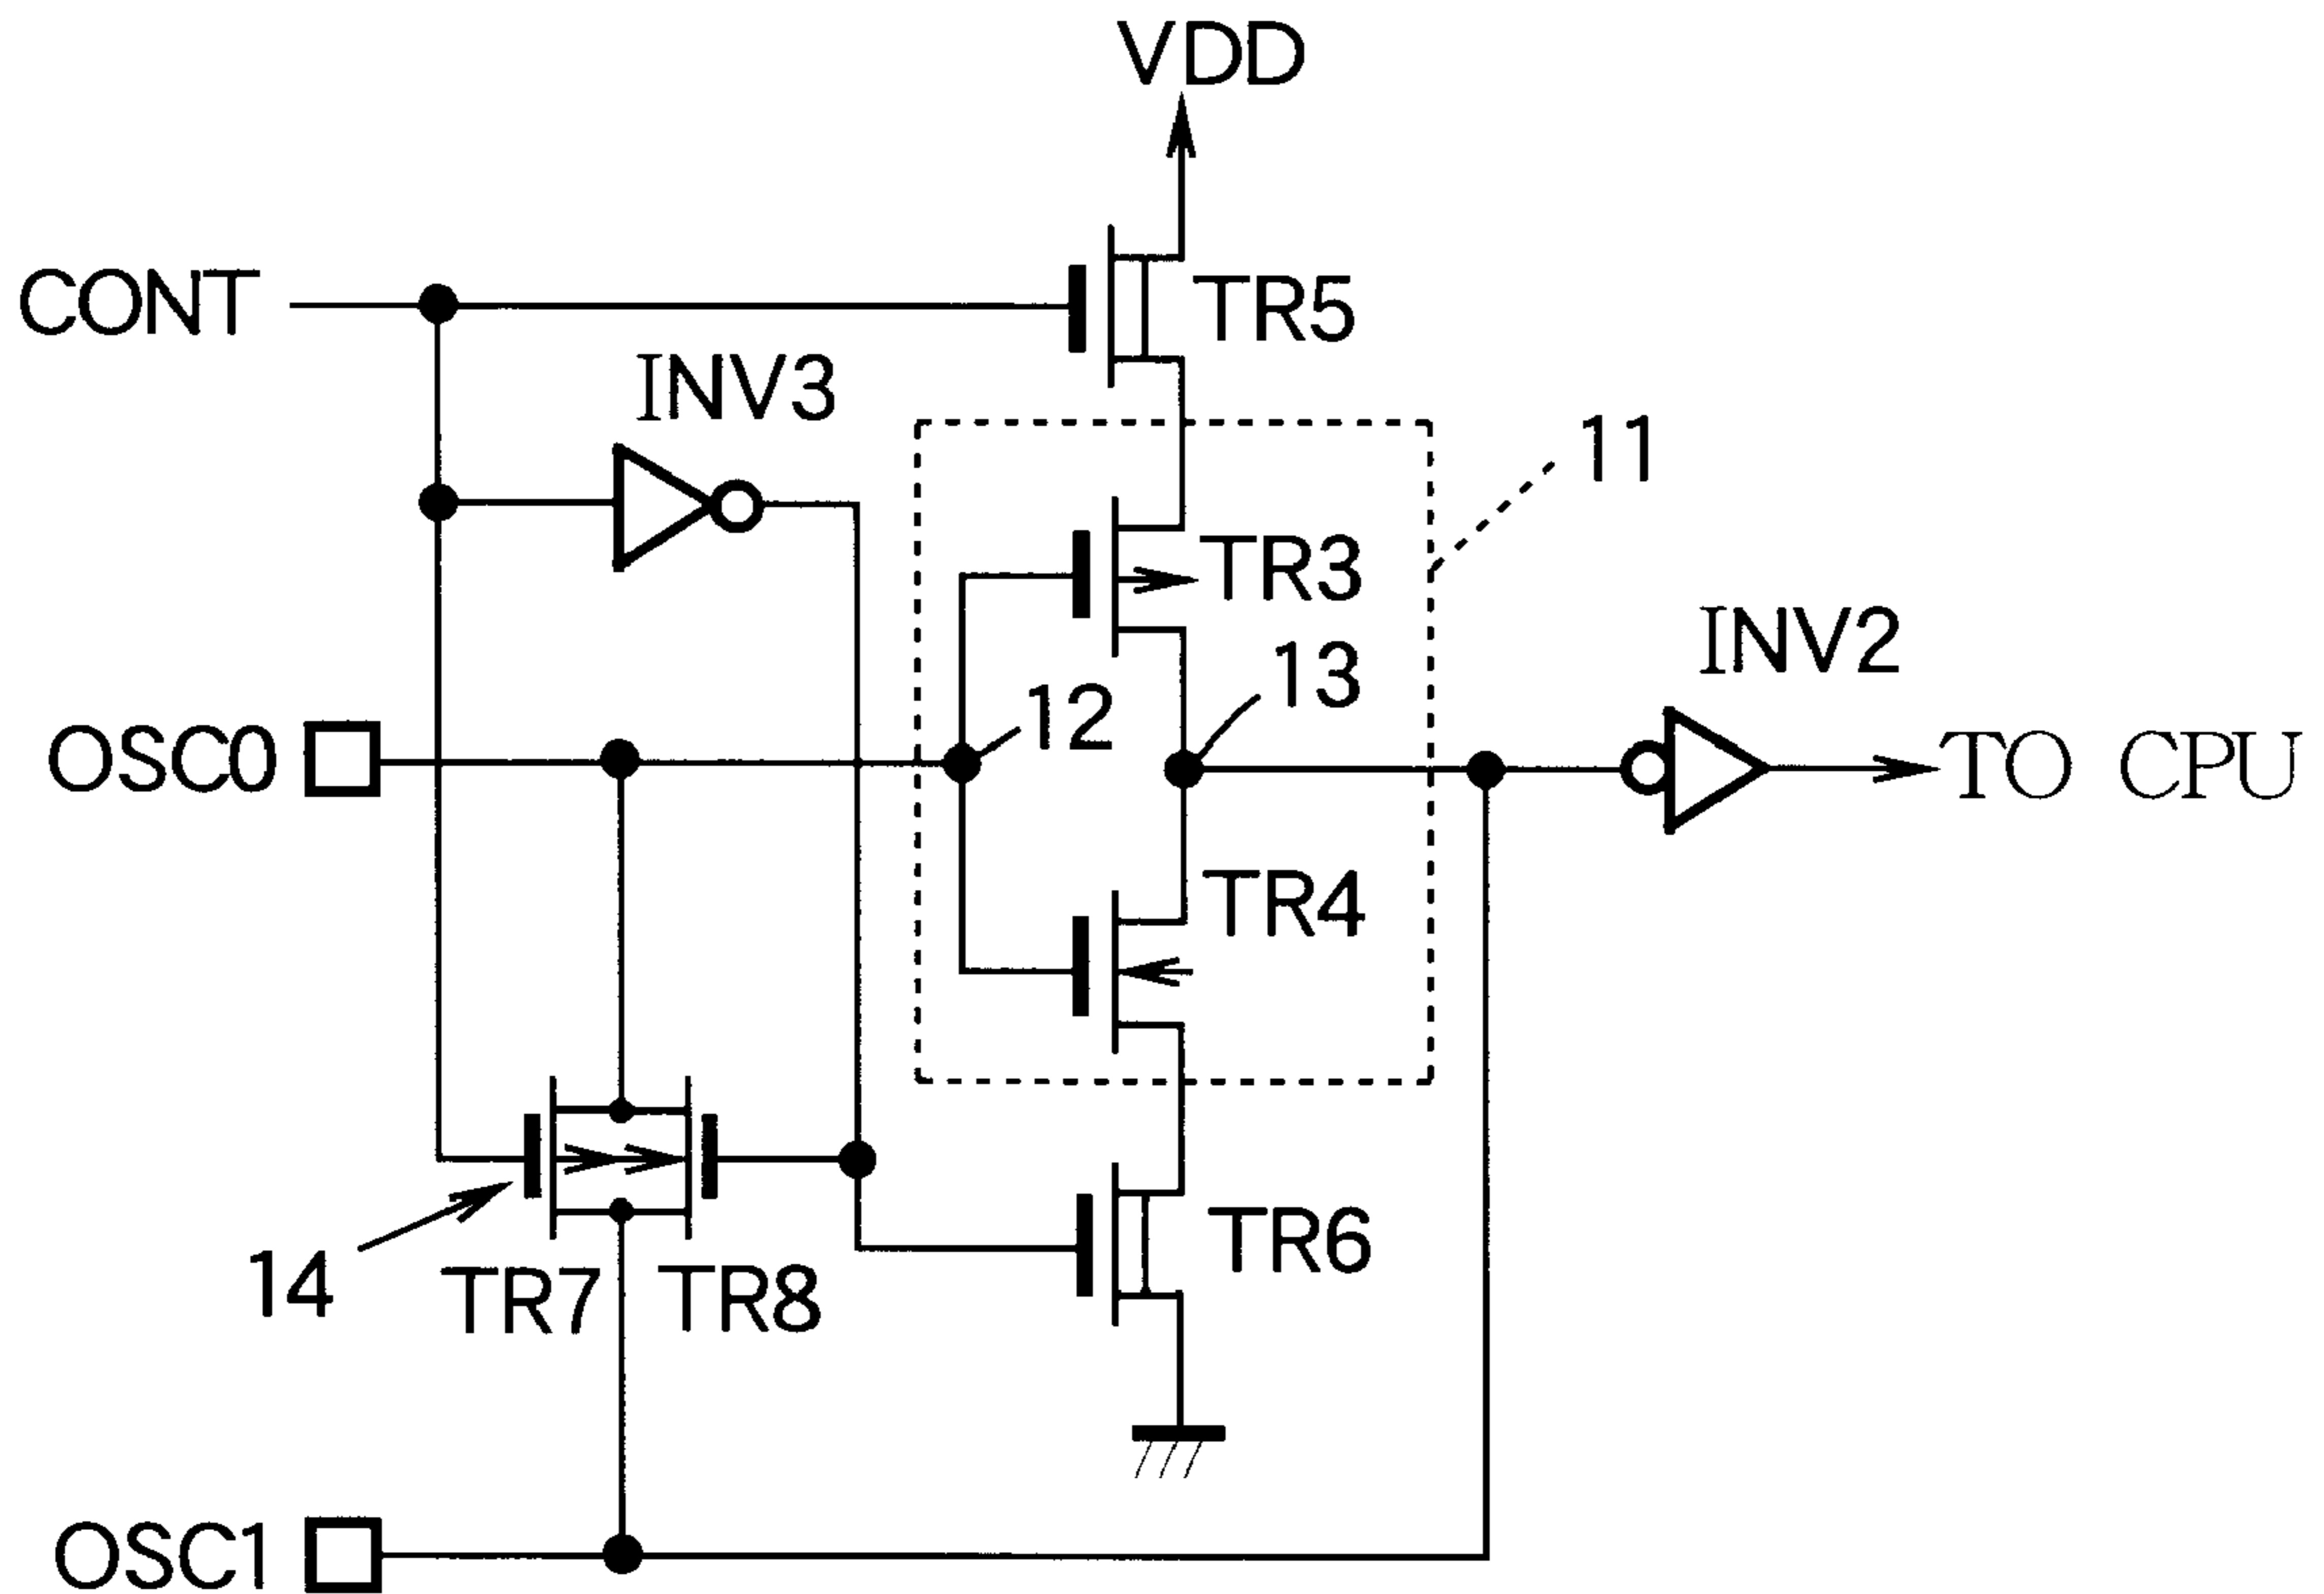 VDD
CONT
TR5
INV3
11
TR3
INV2
13
12
OSC0
TO CPU
TR4
TR6
14
TR7
TR8
OSC1